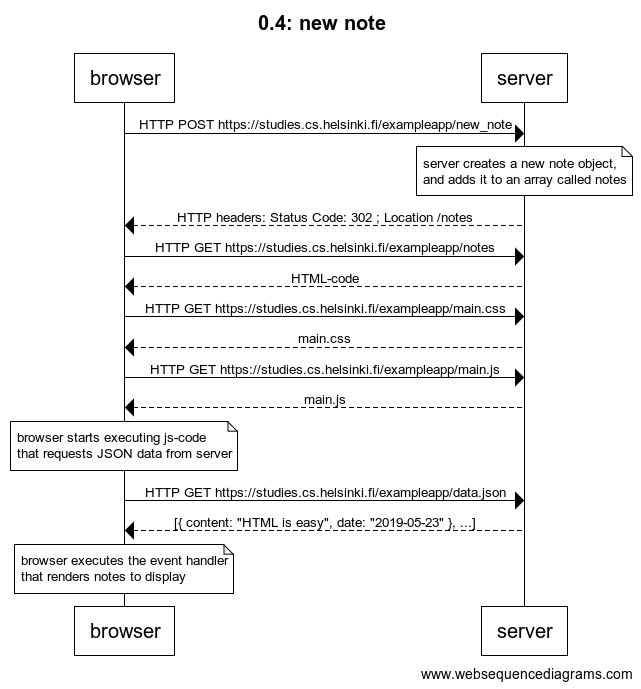 0.4: new note
browser
server
HTTP POST https://studies.cs.helsinki.fi/exampleapp/new_note
server creates a new note object,
and adds it to an array called notes
HTTP headers: Status Code: 302 ; Location /notes
HTTP GET https://studies.cs.helsinki.fi/exampleapp/notes
HTML-code
HTTP GET https://studies.cs.helsinki.fi/exampleapp/main.css
main.css
HTTP GET https://studies.cs.helsinki.fi/exampleapp/main.js
main.js
browser starts executing js-code
that requests JSON data from server
HTTP GET https://studies.cs.helsinki.fi/exampleapp/data.json
[{ content: "HTML is easy", date: "2019-05-23" }, ...]
browser executes the event handler
that renders notes to display
browser
server
www.websequencediagrams.com